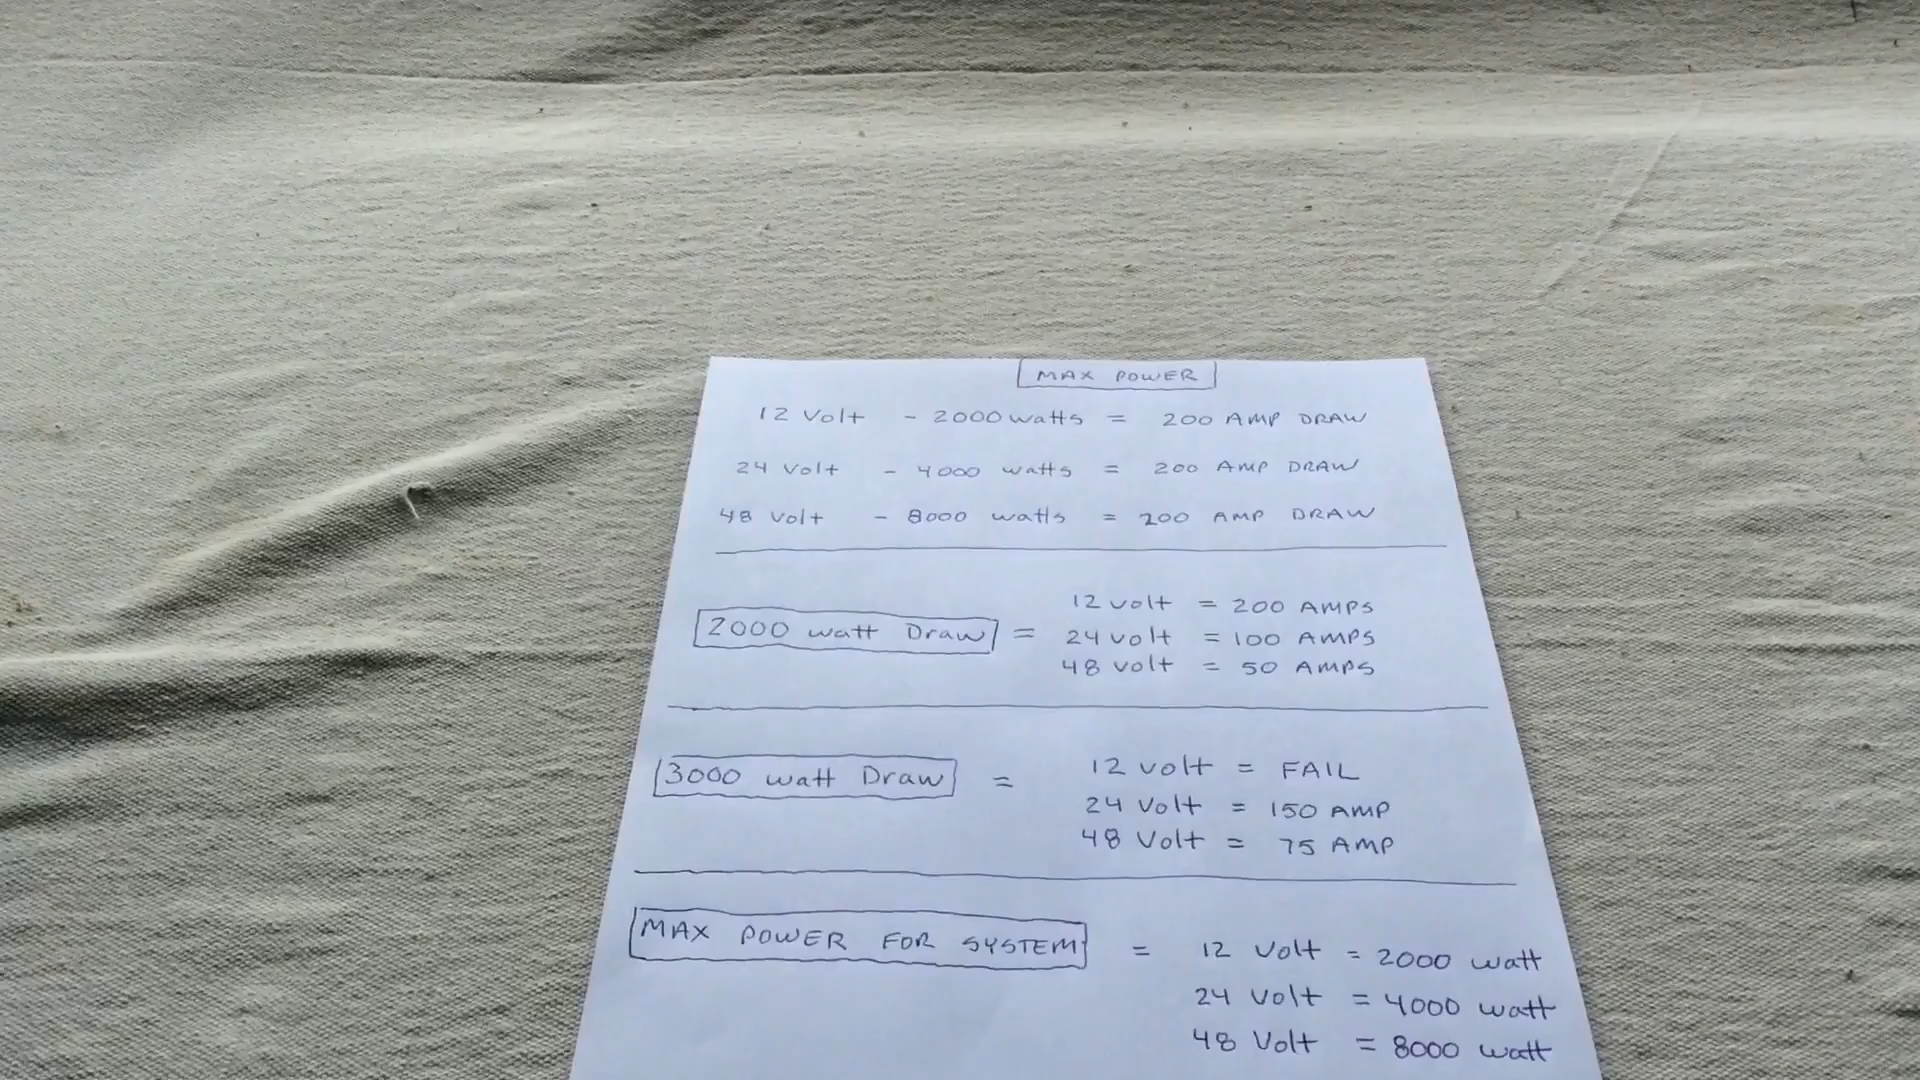 MAX POWER
12 Volt - 2000 watts = 200 AMP DRAW
24 Volt - 4000 watts = 200 AMP DRAW
48 Volt - 8000 watts = 200 AMP DRAW
12 volt = 200 AMPS
2000 watt Draw = 24 volt = 100 AMPS
48 volt = 50 AMPS
12 volt = FAIL
3000 watt Draw = 24 Volt = 150 AMP
48 Volt = 75 AMP
MAX POWER FOR SYSTEM = 12 Volt = 2000 watt
24 Volt = 4000 watt
48 Volt = 8000 watt